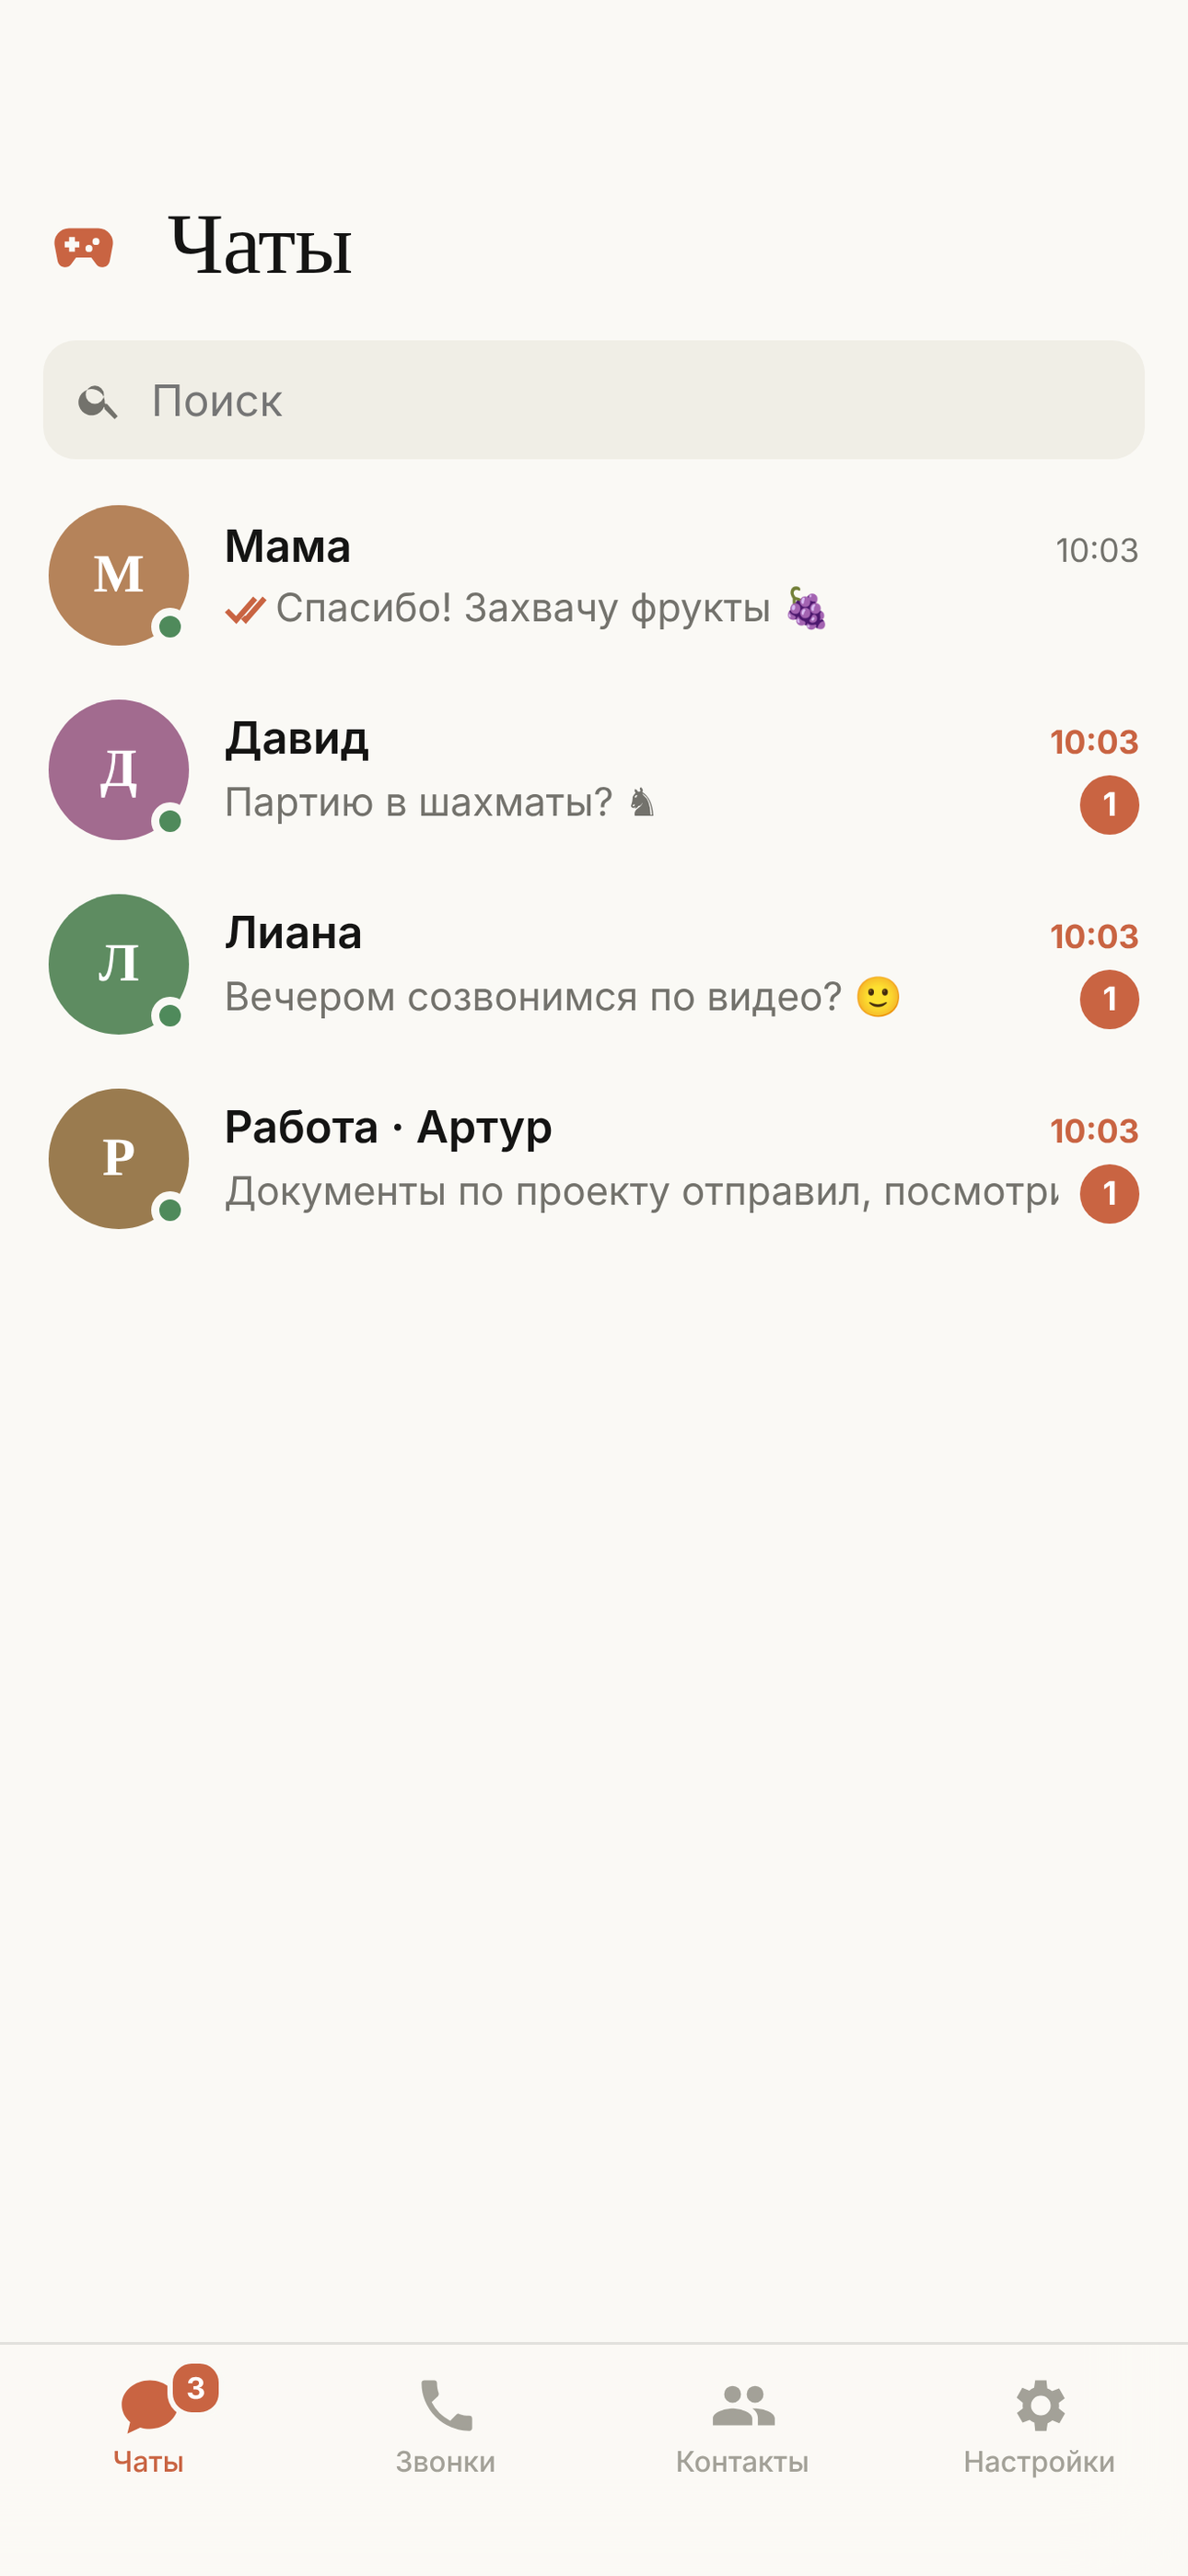 Чаты
Поиск
М
Мама
10:03
Спасибо! Захвачу фрукты 🍇
Д
Давид
10:03
Партию в шахматы? ♞
1
Л
Лиана
10:03
Вечером созвонимся по видео? 🙂
1
Р
Работа · Артур
10:03
Документы по проекту отправил, посмотри
1
3
Чаты
Звонки
Контакты
Настройки